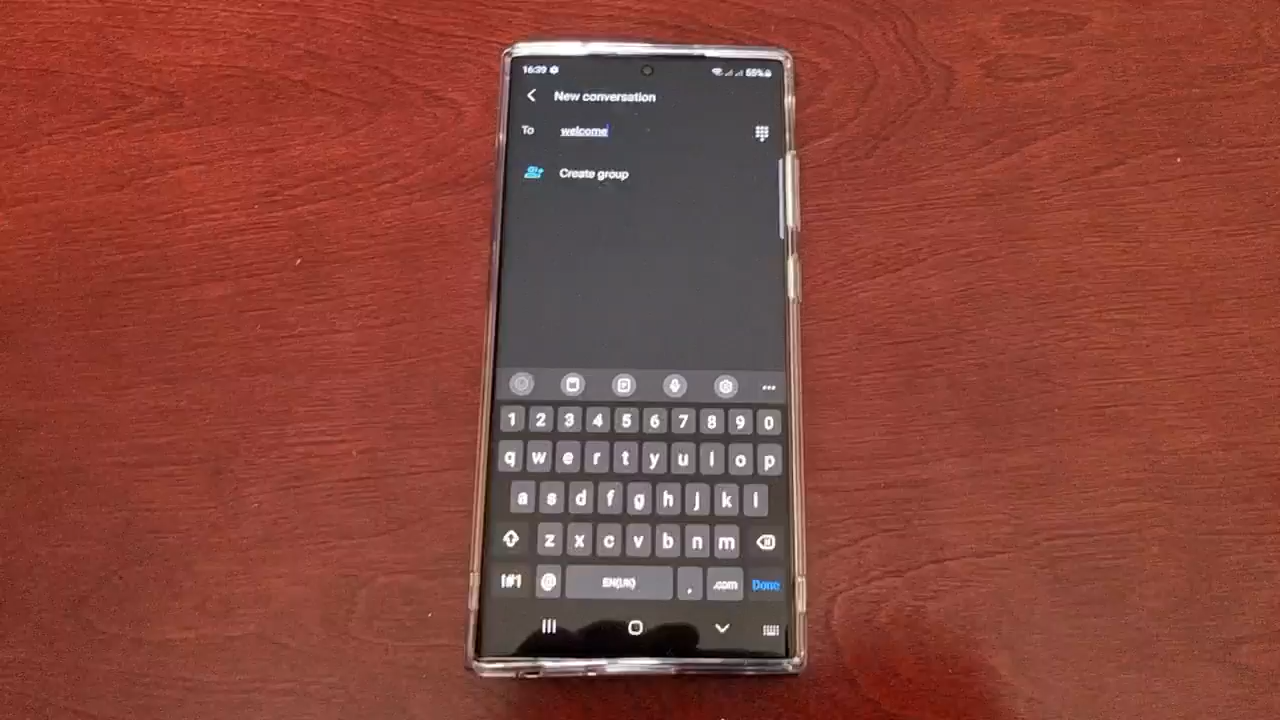 16:39 55%
New conversation
To welcome
Create group
1 2 3 4 5 6 7 8 9 0
q w e r t y u i o p
a s d f g h j k l
z x c v b n m
!#1 @ EN(UK) , .com Done